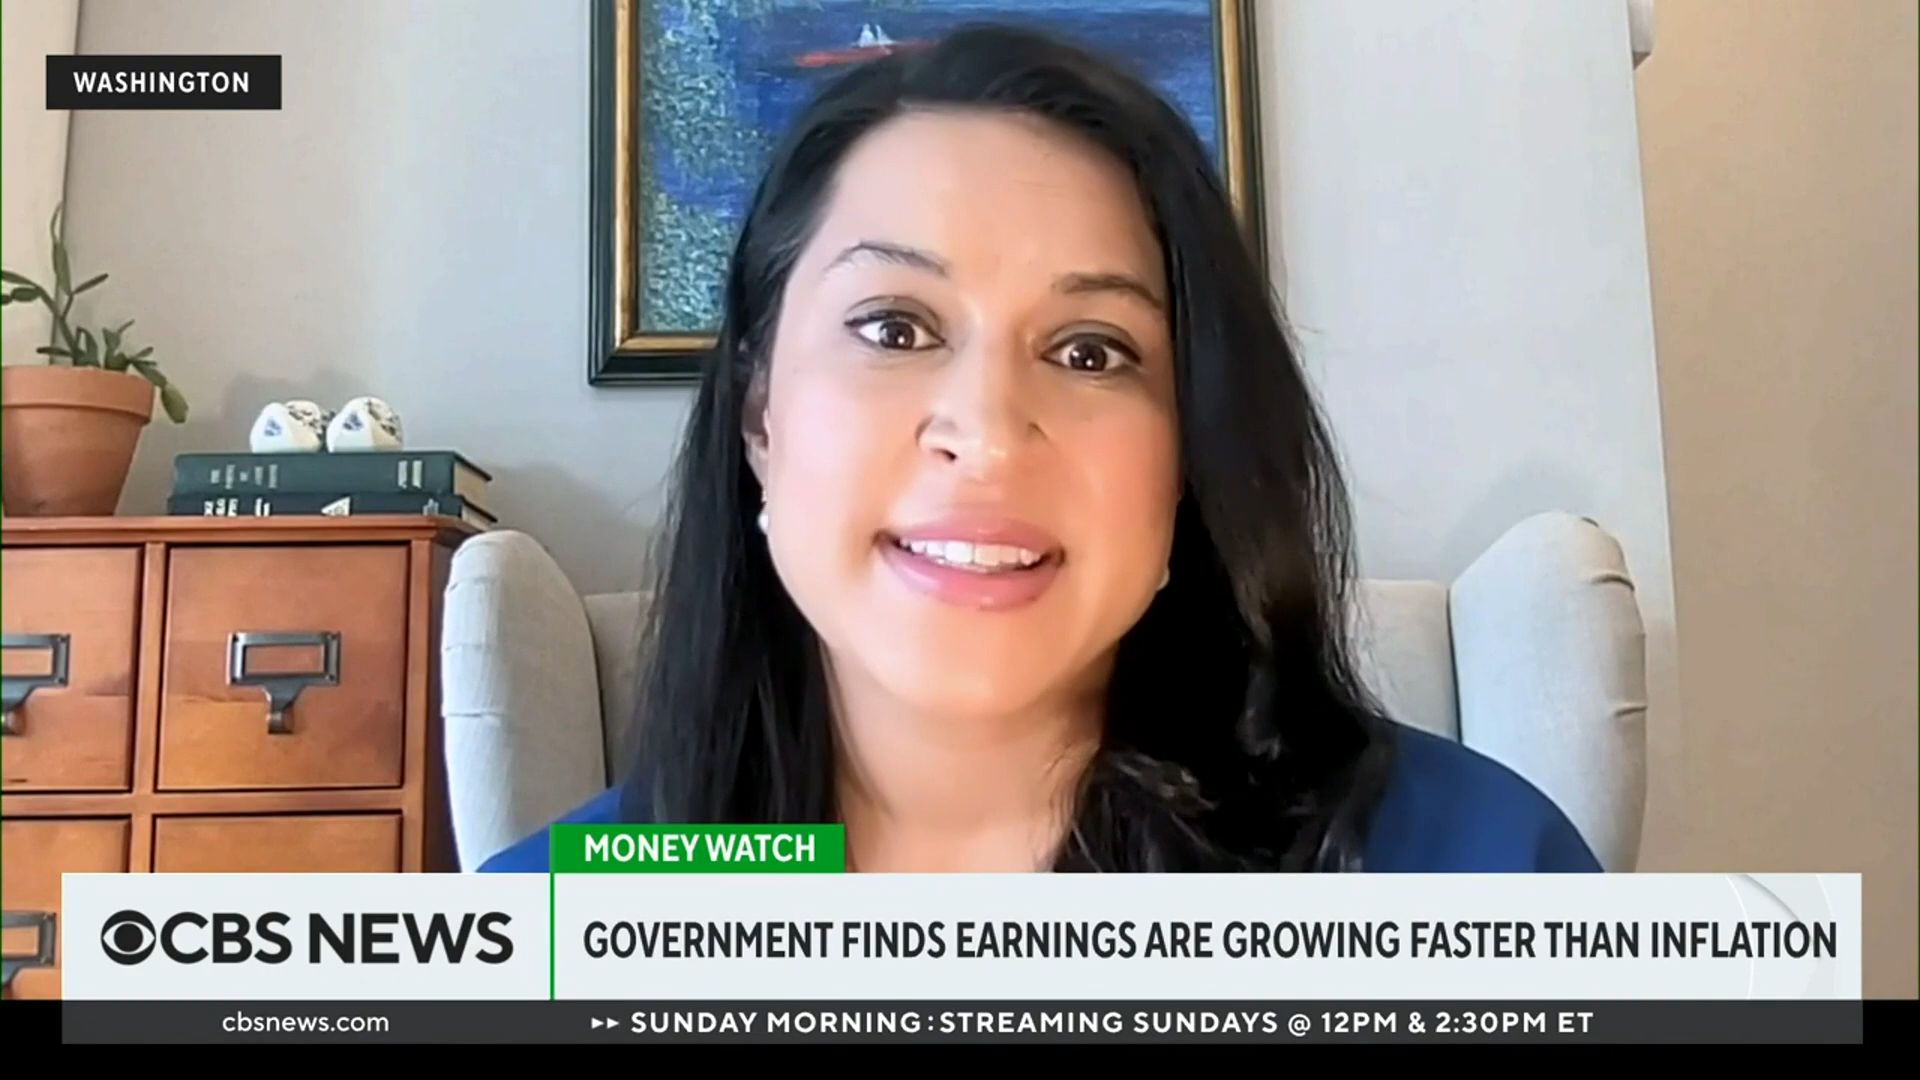 WASHINGTON
MONEY WATCH
CBS NEWS
GOVERNMENT FINDS EARNINGS ARE GROWING FASTER THAN INFLATION
cbsnews.com
SUNDAY MORNING: STREAMING SUNDAYS @ 12PM & 2:30PM ET